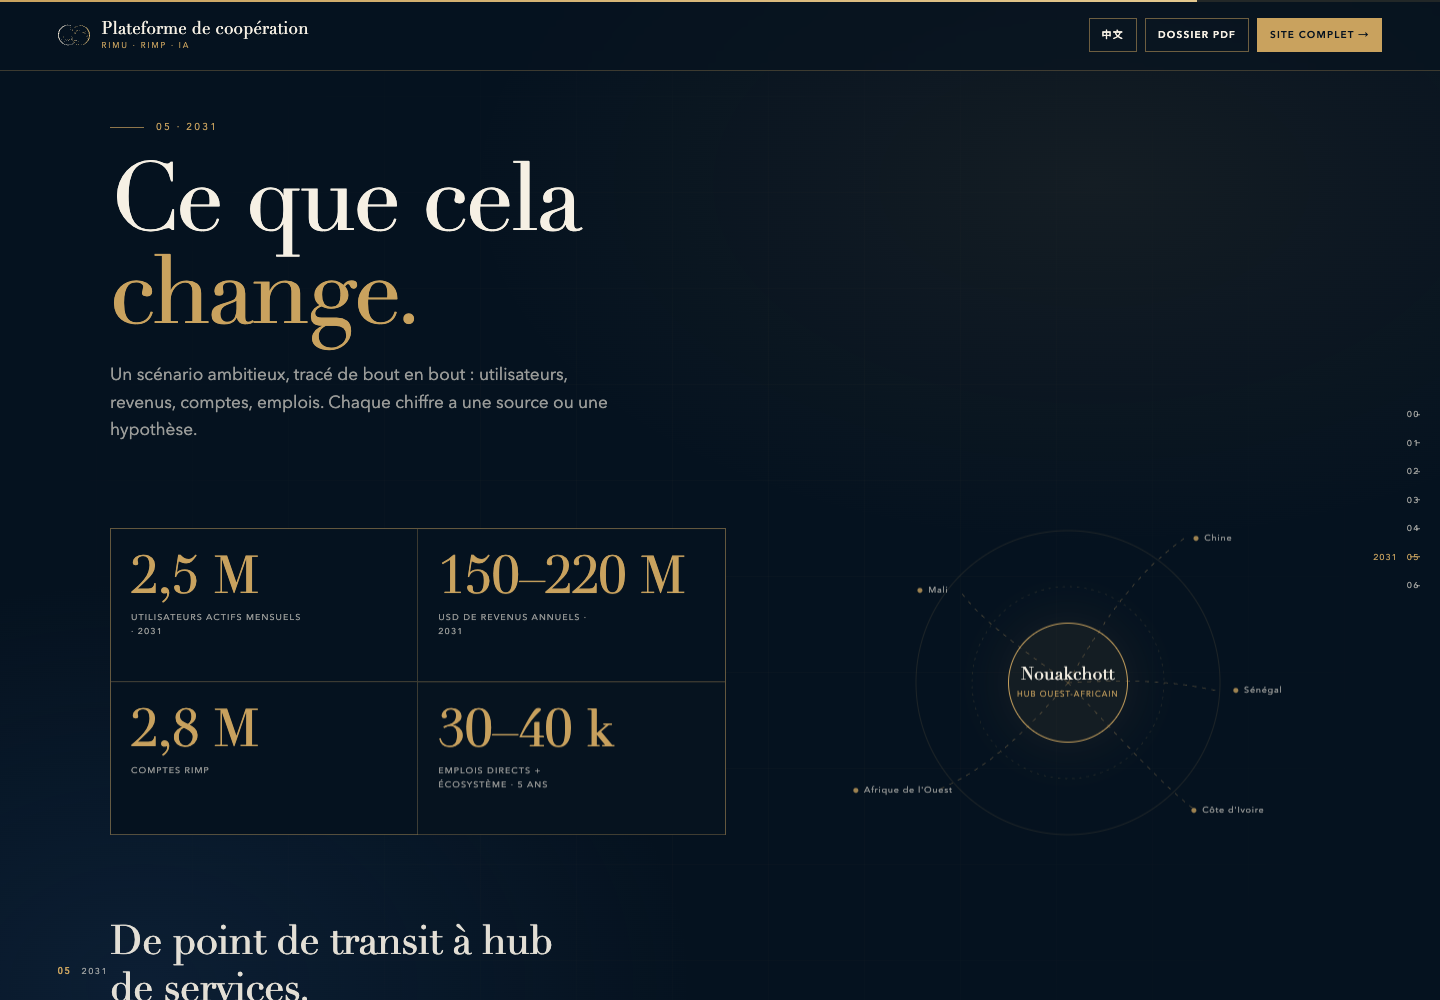 Plateforme de coopération
RIMU · RIMP · IA
中文
DOSSIER PDF
SITE COMPLET →
05 · 2031
Ce que cela
change.
Un scénario ambitieux, tracé de bout en bout : utilisateurs,
revenus, comptes, emplois. Chaque chiffre a une source ou une
hypothèse.
2,5 M
UTILISATEURS ACTIFS MENSUELS
· 2031
150–220 M
USD DE REVENUS ANNUELS ·
2031
2,8 M
COMPTES RIMP
30–40 k
EMPLOIS DIRECTS +
ÉCOSYSTÈME · 5 ANS
Chine
Mali
Nouakchott
HUB OUEST-AFRICAIN
Sénégal
Afrique de l'Ouest
Côte d'Ivoire
00
01
02
03
04
2031 05
06
De point de transit à hub
de services.
05 2031